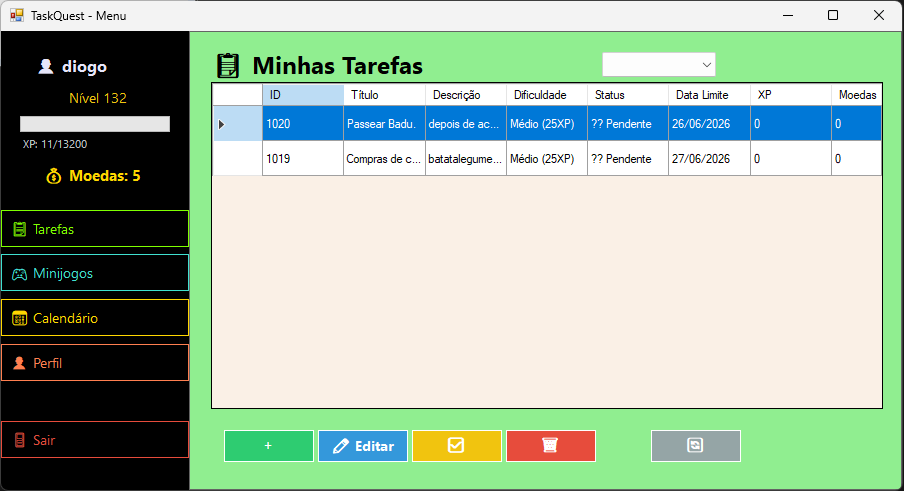 TaskQuest - Menu
diogo
Nível 132
XP: 11/13200
Moedas: 5
Tarefas
Minijogos
Calendário
Perfil
Sair
Minhas Tarefas
ID Título Descrição Dificuldade Status Data Limite XP Moedas
1020 Passear Badu. depois de ac... Médio (25XP) ?? Pendente 26/06/2026 0 0
1019 Compras de c... batatalegume... Médio (25XP) ?? Pendente 27/06/2026 0 0
+ Editar